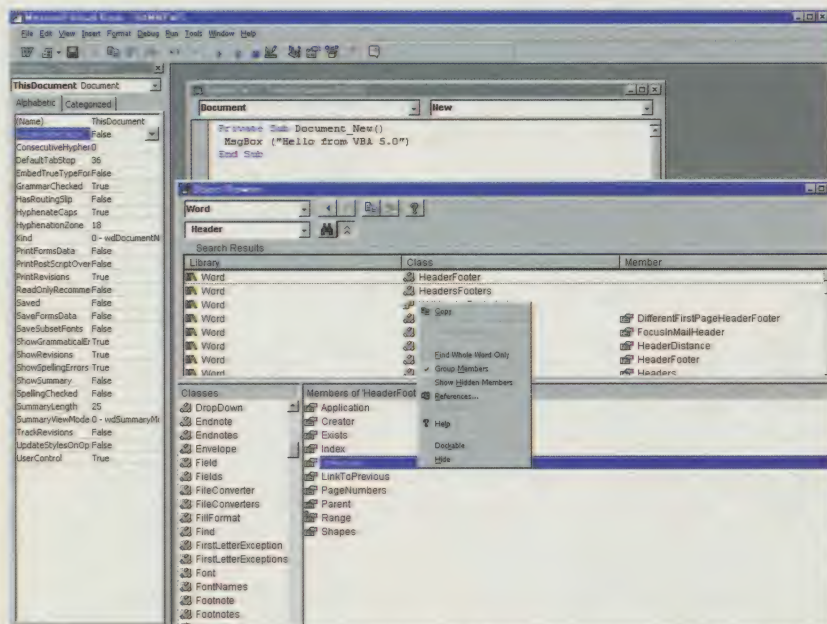 File Edit View Insert Format Debug Run Tools Window Help
ThisDocument Document
Alphabetic Categorized
(Name) ThisDocument
False
ConsecutiveHypher 0
DefaultTabStop 36
EmbedTrueTypeFor False
GrammarChecked True
HasRoutingSlip False
HyphenateCaps True
HyphenationZone 18
Kind 0 - wdDocumentN
PrintFormsData False
PrintPostScriptOver False
PrintRevisions True
ReadOnlyRecomme False
Saved False
SaveFormsData False
SaveSubsetFonts False
ShowGrammaticalEr True
ShowRevisions True
ShowSpellingErrors True
ShowSummary False
SpellingChecked False
SummaryLength 25
SummaryViewMode 0 - wdSummaryMo
TrackRevisions False
UpdateStylesOnOp False
UserControl True
Document New
Private Sub Document_New()
MsgBox ("Hello from VBA 5.0")
End Sub
Object Browser
Word
Header
Search Results
Library Class Member
Word HeaderFooter
Word HeadersFooters
Word
Word DifferentFirstPageHeaderFooter
Word FocusInMailHeader
Word HeaderDistance
Word HeaderFooter
Word Headers
Copy
Find Whole Word Only
Group Members
Show Hidden Members
References...
Help
Dockable
Hide
Classes
DropDown
Endnote
Endnotes
Envelope
Field
Fields
FileConverter
FileConverters
FillFormat
Find
FirstLetterException
FirstLetterExceptions
Font
FontNames
Footnote
Footnotes
Members of 'HeaderFoot
Application
Creator
Exists
Index
LinkToPrevious
PageNumbers
Parent
Range
Shapes